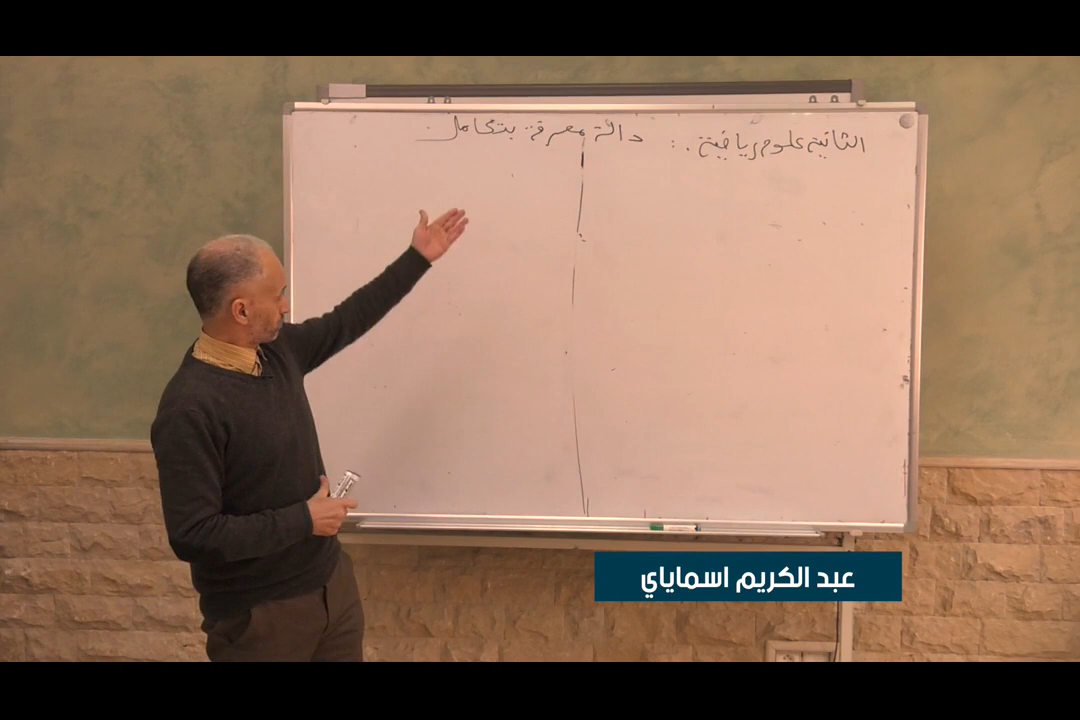 الثانية علوم رياضية : دالة معرفة بتكامل
عبد الكريم اسماياي